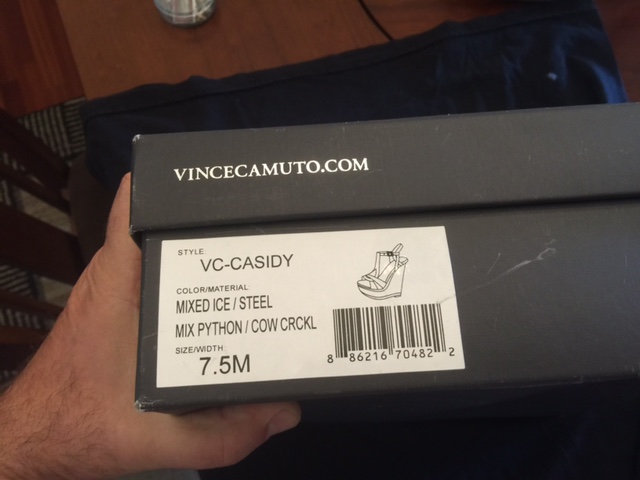 VINCECAMUTO.COM
STYLE:
VC-CASIDY
COLOR/MATERIAL:
MIXED ICE / STEEL
MIX PYTHON / COW CRCKL
SIZE/WIDTH:
7.5M
8 86216 70482 2